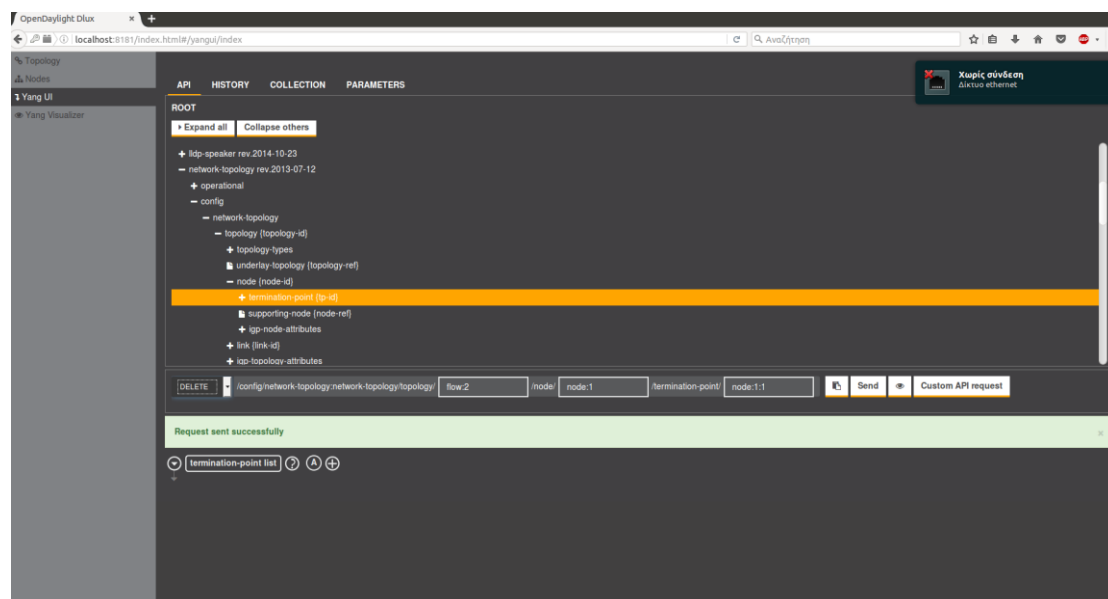 OpenDaylight Dlux
localhost:8181/index.html#/yangui/index
Αναζήτηση
ABP
Topology
Nodes
Yang UI
Yang Visualizer
Χωρίς σύνδεση
Δίκτυο ethernet
API HISTORY COLLECTION PARAMETERS
ROOT
Expand all Collapse others
lldp-speaker rev.2014-10-23
network-topology rev.2013-07-12
operational
config
network-topology
topology {topology-id}
topology-types
underlay-topology {topology-ref}
node {node-id}
termination-point {tp-id}
supporting-node {node-ref}
igp-node-attributes
link {link-id}
igp-topology-attributes
DELETE /config/network-topology:network-topology/topology/ flow:2 /node/ node:1 /termination-point/ node:1:1 Send Custom API request
Request sent successfully ×
termination-point list ? A